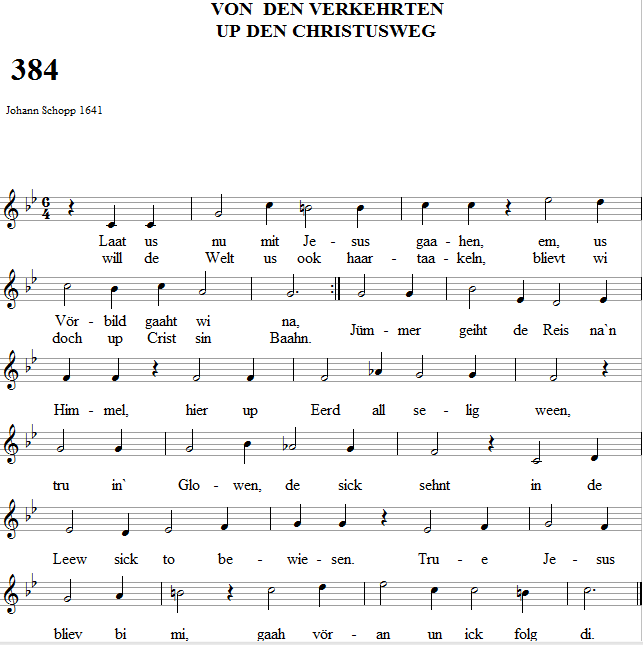 VON DEN VERKEHRTEN
UP DEN CHRISTUSWEG
384
Johann Schopp 1641
6
4
Laat us nu mit Je - sus gaa - hen, em, us
will de Welt us ook haar - taa - keln, blievt wi
Vör - bild gaaht wi na,
doch up Crist sin Baahn.
Jüm - mer geiht de Reis na`n
Him - mel, hier up Eerd all se - lig ween,
tru in` Glo - wen, de sick sehnt in de
Leew sick to be - wie - sen. Tru - e Je - sus
bliev bi mi, gaah vör - an un ick folg di.